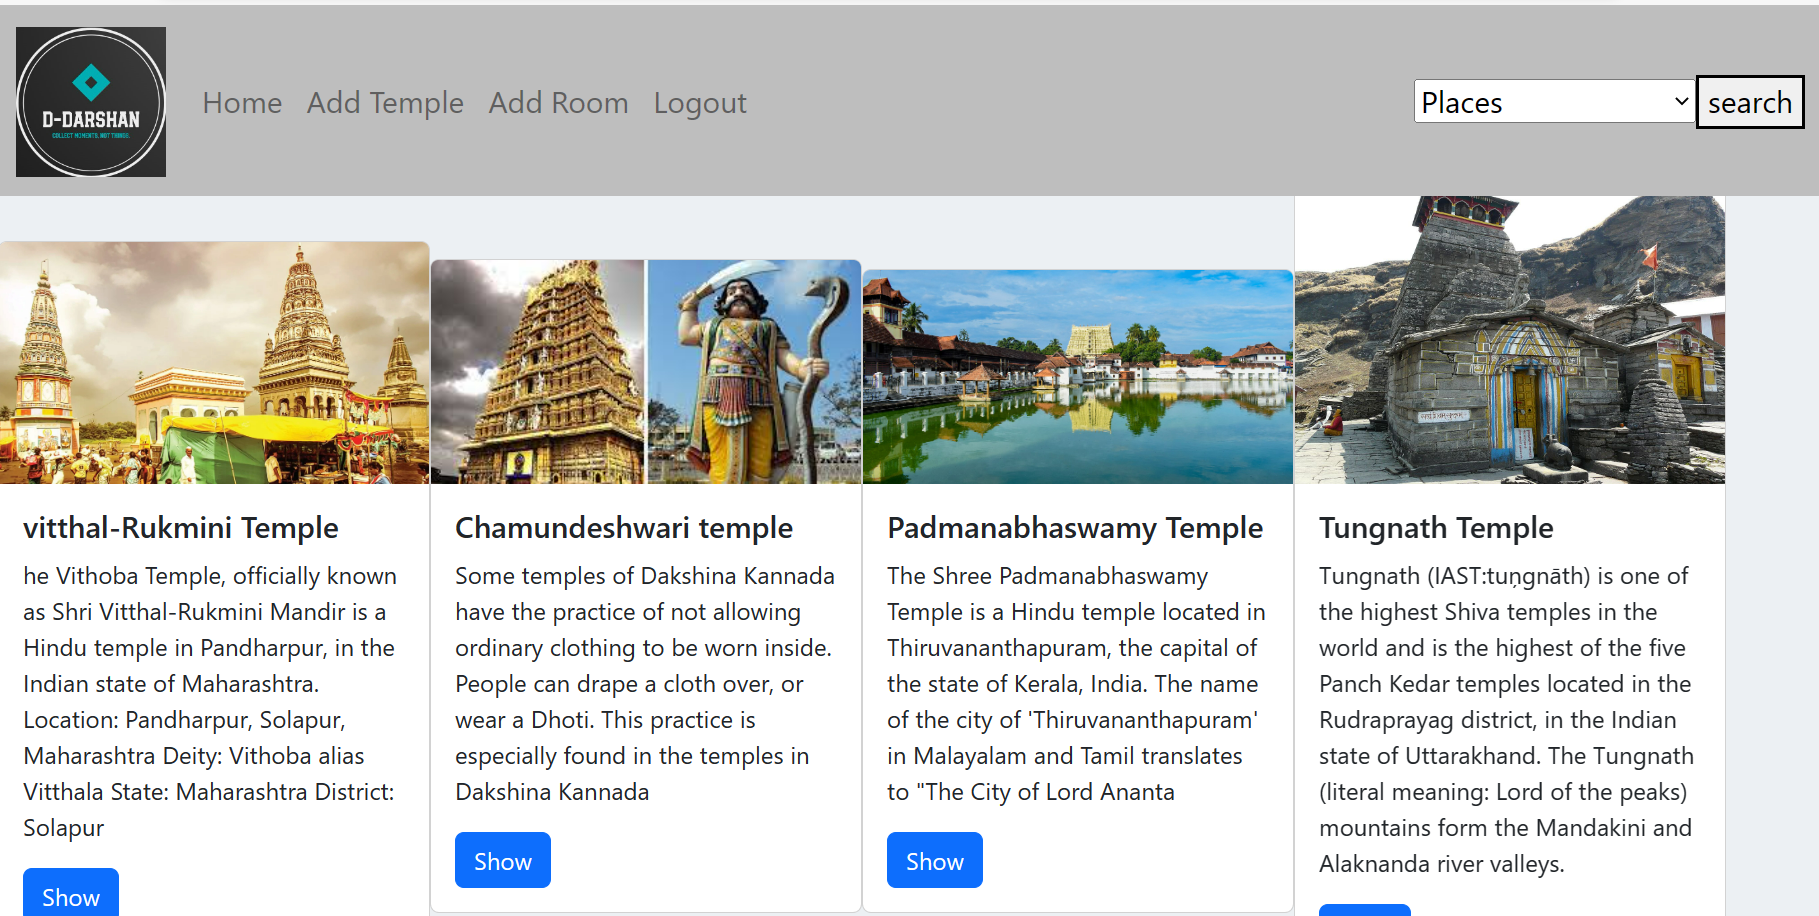 D-DARSHAN
COLLECT MOMENTS, NOT THINGS.
Home Add Temple Add Room Logout
Places
search
vitthal-Rukmini Temple
he Vithoba Temple, officially known
as Shri Vitthal-Rukmini Mandir is a
Hindu temple in Pandharpur, in the
Indian state of Maharashtra.
Location: Pandharpur, Solapur,
Maharashtra Deity: Vithoba alias
Vitthala State: Maharashtra District:
Solapur
Show
Chamundeshwari temple
Some temples of Dakshina Kannada
have the practice of not allowing
ordinary clothing to be worn inside.
People can drape a cloth over, or
wear a Dhoti. This practice is
especially found in the temples in
Dakshina Kannada
Show
Padmanabhaswamy Temple
The Shree Padmanabhaswamy
Temple is a Hindu temple located in
Thiruvananthapuram, the capital of
the state of Kerala, India. The name
of the city of 'Thiruvananthapuram'
in Malayalam and Tamil translates
to "The City of Lord Ananta
Show
Tungnath Temple
Tungnath (IAST:tuṇgnāth) is one of
the highest Shiva temples in the
world and is the highest of the five
Panch Kedar temples located in the
Rudraprayag district, in the Indian
state of Uttarakhand. The Tungnath
(literal meaning: Lord of the peaks)
mountains form the Mandakini and
Alaknanda river valleys.